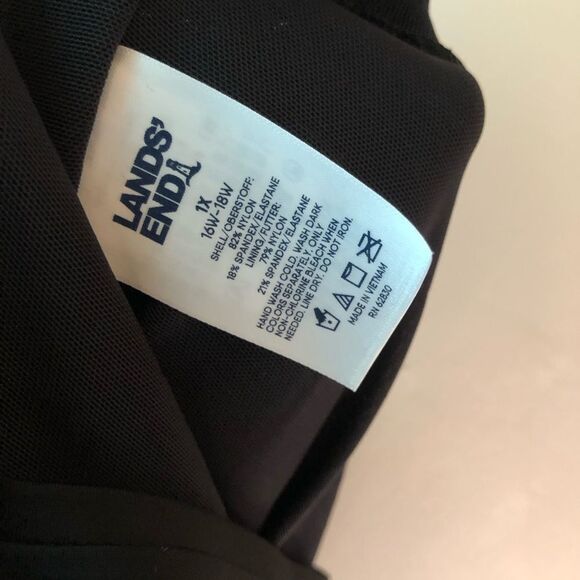 LANDS'
END
1X
16W-18W
SHELL/OBERSTOFF:
82% NYLON
18% SPANDEX/ELASTANE
LINING/FUTTER:
79% NYLON
21% SPANDEX/ELASTANE
HAND WASH COLD, WASH DARK
COLORS SEPARATELY. ONLY
NON-CHLORINE BLEACH WHEN
NEEDED. LINE DRY. DO NOT IRON.
MADE IN VIETNAM
RN 62830